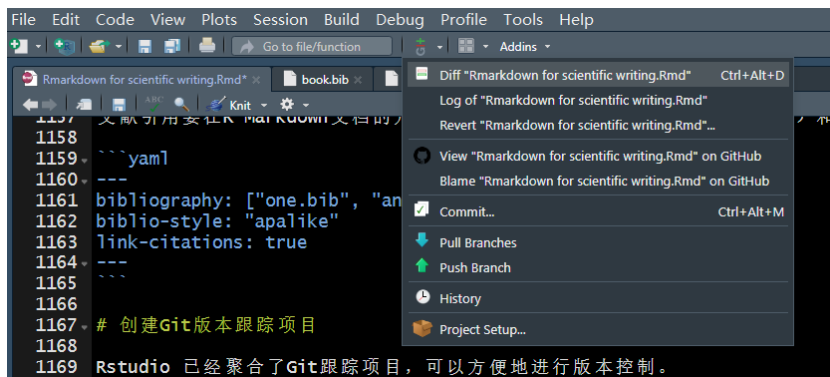 File Edit Code View Plots Session Build Debug Profile Tools Help
Go to file/function Addins
Rmarkdown for scientific writing.Rmd* book.bib
Diff "Rmarkdown for scientific writing.Rmd" Ctrl+Alt+D
Knit
Log of "Rmarkdown for scientific writing.Rmd"
Revert "Rmarkdown for scientific writing.Rmd"...
View "Rmarkdown for scientific writing.Rmd" on GitHub
Blame "Rmarkdown for scientific writing.Rmd" on GitHub
Commit... Ctrl+Alt+M
Pull Branches
Push Branch
History
Project Setup...
1157
1158
1159 ```yaml
1160 ---
1161 bibliography: ["one.bib", "an
1162 biblio-style: "apalike"
1163 link-citations: true
1164 ---
1165 ```
1166
1167 # 创建Git版本跟踪项目
1168
1169 Rstudio 已经聚合了Git跟踪项目，可以方便地进行版本控制。